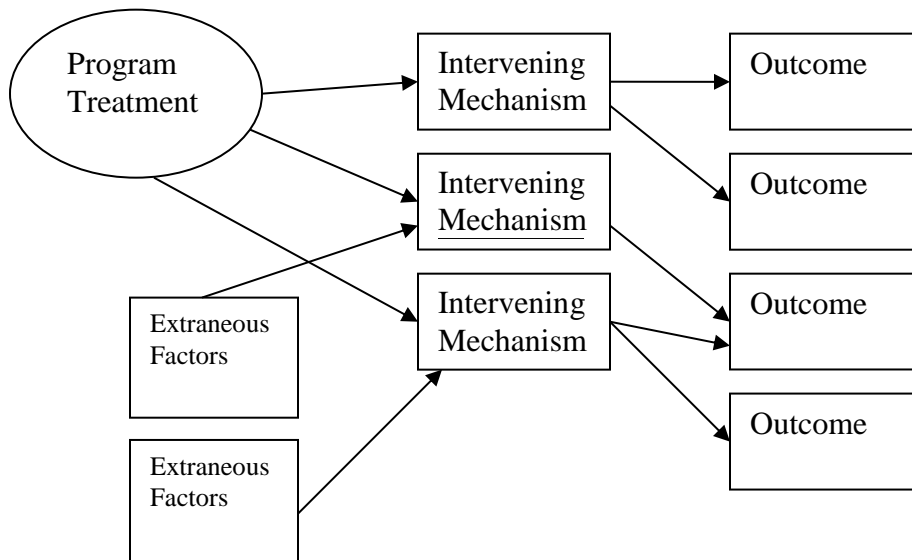 Program
Treatment
Intervening
Mechanism
Outcome
Intervening
Mechanism
Outcome
Intervening
Mechanism
Outcome
Extraneous
Factors
Outcome
Extraneous
Factors